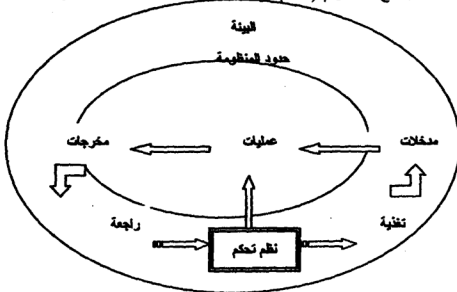 البيئة
حدود المنظومة
مدخلات عمليات مخرجات
تغذية راجعة
نظم تحكم